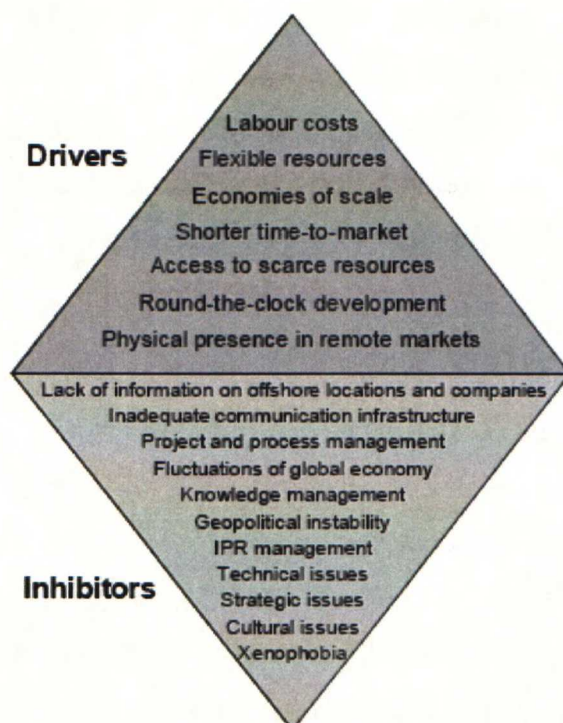 Drivers
Labour costs
Flexible resources
Economies of scale
Shorter time-to-market
Access to scarce resources
Round-the-clock development
Physical presence in remote markets
Lack of information on offshore locations and companies
Inadequate communication infrastructure
Project and process management
Fluctuations of global economy
Knowledge management
Geopolitical instability
IPR management
Technical issues
Inhibitors
Strategic issues
Cultural issues
Xenophobia